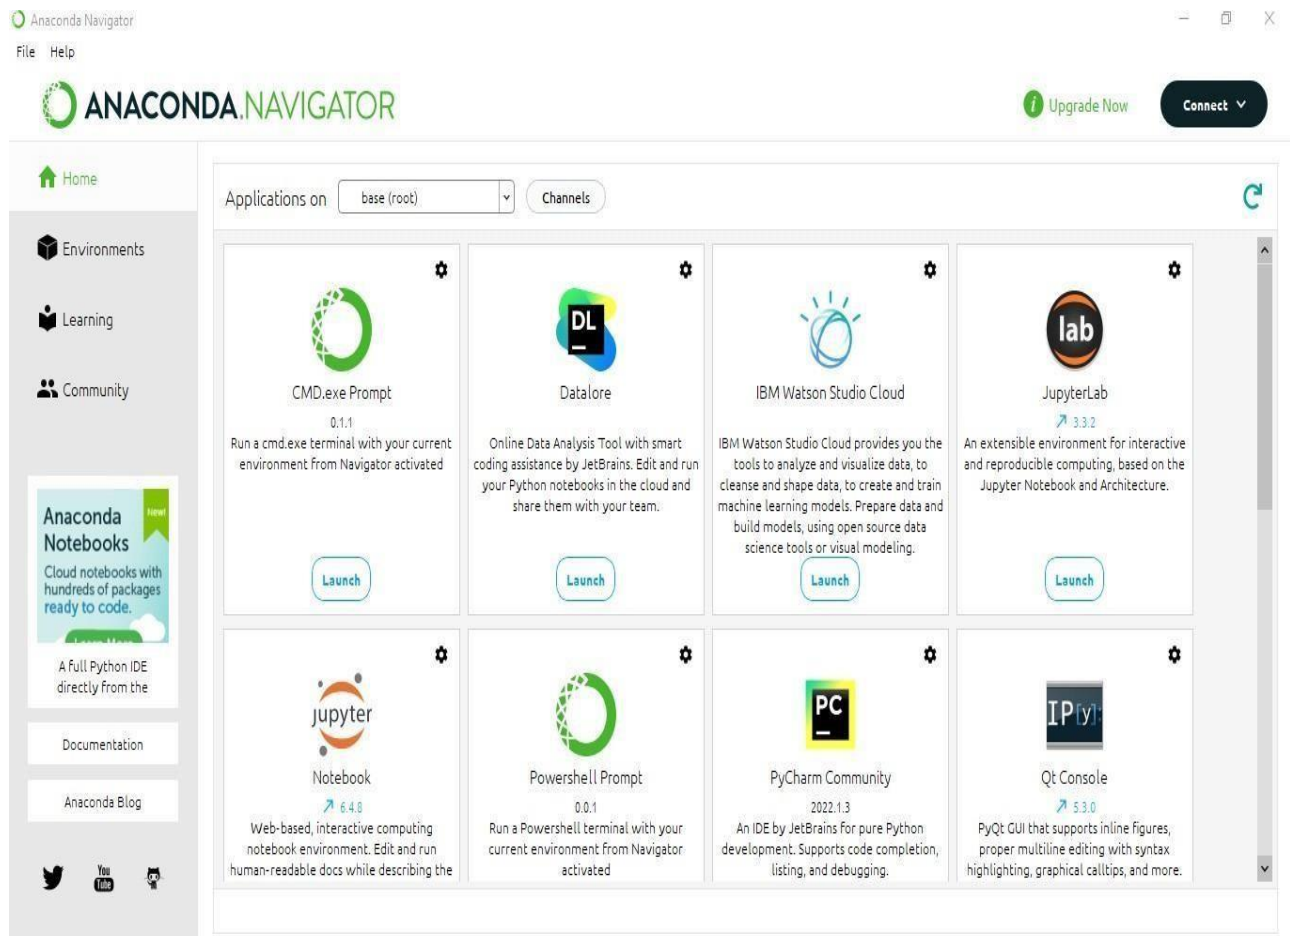 Anaconda Navigator
File Help
ANACONDA.NAVIGATOR
i Upgrade Now
Connect
Home
Environments
Learning
Community
Applications on base (root) Channels
CMD.exe Prompt
0.1.1
Run a cmd.exe terminal with your current
environment from Navigator activated
Launch
DL
Datalore
Online Data Analysis Tool with smart
coding assistance by JetBrains. Edit and run
your Python notebooks in the cloud and
share them with your team.
Launch
IBM Watson Studio Cloud
IBM Watson Studio Cloud provides you the
tools to analyze and visualize data, to
cleanse and shape data, to create and train
machine learning models. Prepare data and
build models, using open source data
science tools or visual modeling.
Launch
lab
JupyterLab
3.3.2
An extensible environment for interactive
and reproducible computing, based on the
Jupyter Notebook and Architecture.
Launch
jupyter
Notebook
6.4.8
Web-based, interactive computing
notebook environment. Edit and run
human-readable docs while describing the
Powershell Prompt
0.0.1
Run a Powershell terminal with your
current environment from Navigator
activated
PC
PyCharm Community
2022.1.3
An IDE by JetBrains for pure Python
development. Supports code completion,
listing, and debugging.
IP[y]:
Qt Console
5.3.0
PyQt GUI that supports inline figures,
proper multiline editing with syntax
highlighting, graphical calltips, and more.
New!
Anaconda
Notebooks
Cloud notebooks with
hundreds of packages
ready to code.
Learn More
A full Python IDE
directly from the
Documentation
Anaconda Blog
You
Tube